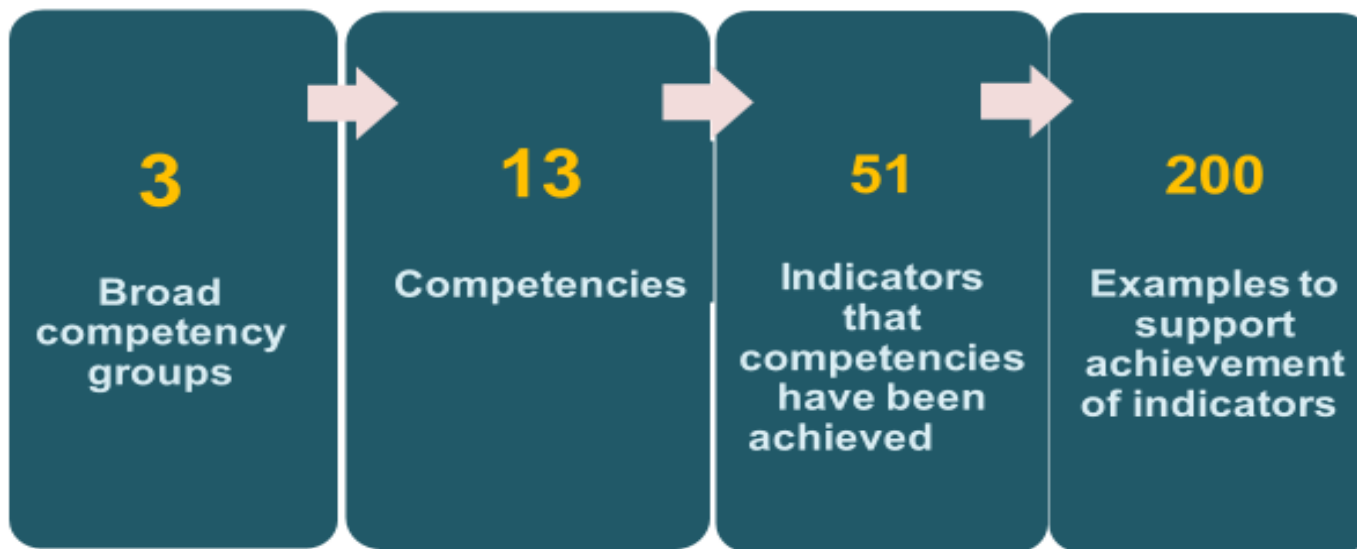 3
Broad
competency
groups
13
Competencies
51
Indicators
that
competencies
have been
achieved
200
Examples to
support
achievement
of indicators